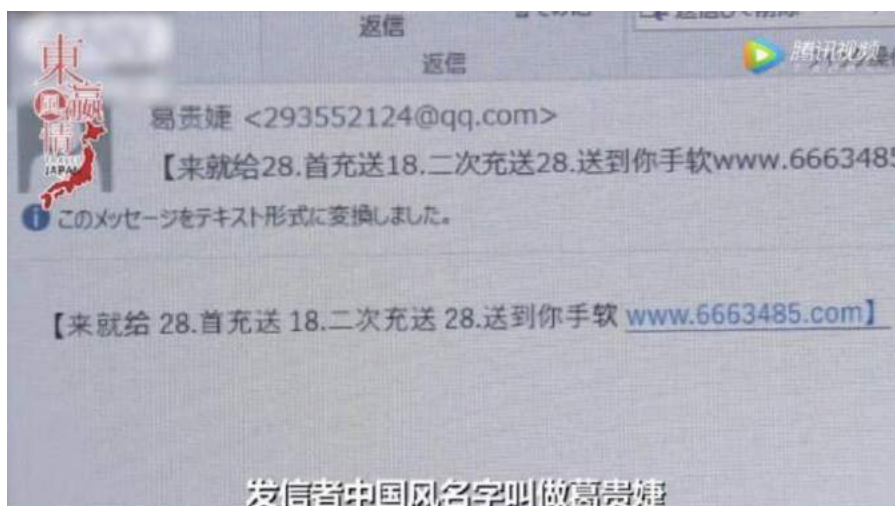 返信
返信
東瀛風情
JAPAN
腾讯视频
葛贵婕 <293552124@qq.com>
【来就给28.首充送18.二次充送28.送到你手软www.6663485
このメッセージをテキスト形式に変換しました。
【来就给 28.首充送 18.二次充送 28.送到你手软 www.6663485.com】
发信者中国风名字叫做葛贵婕